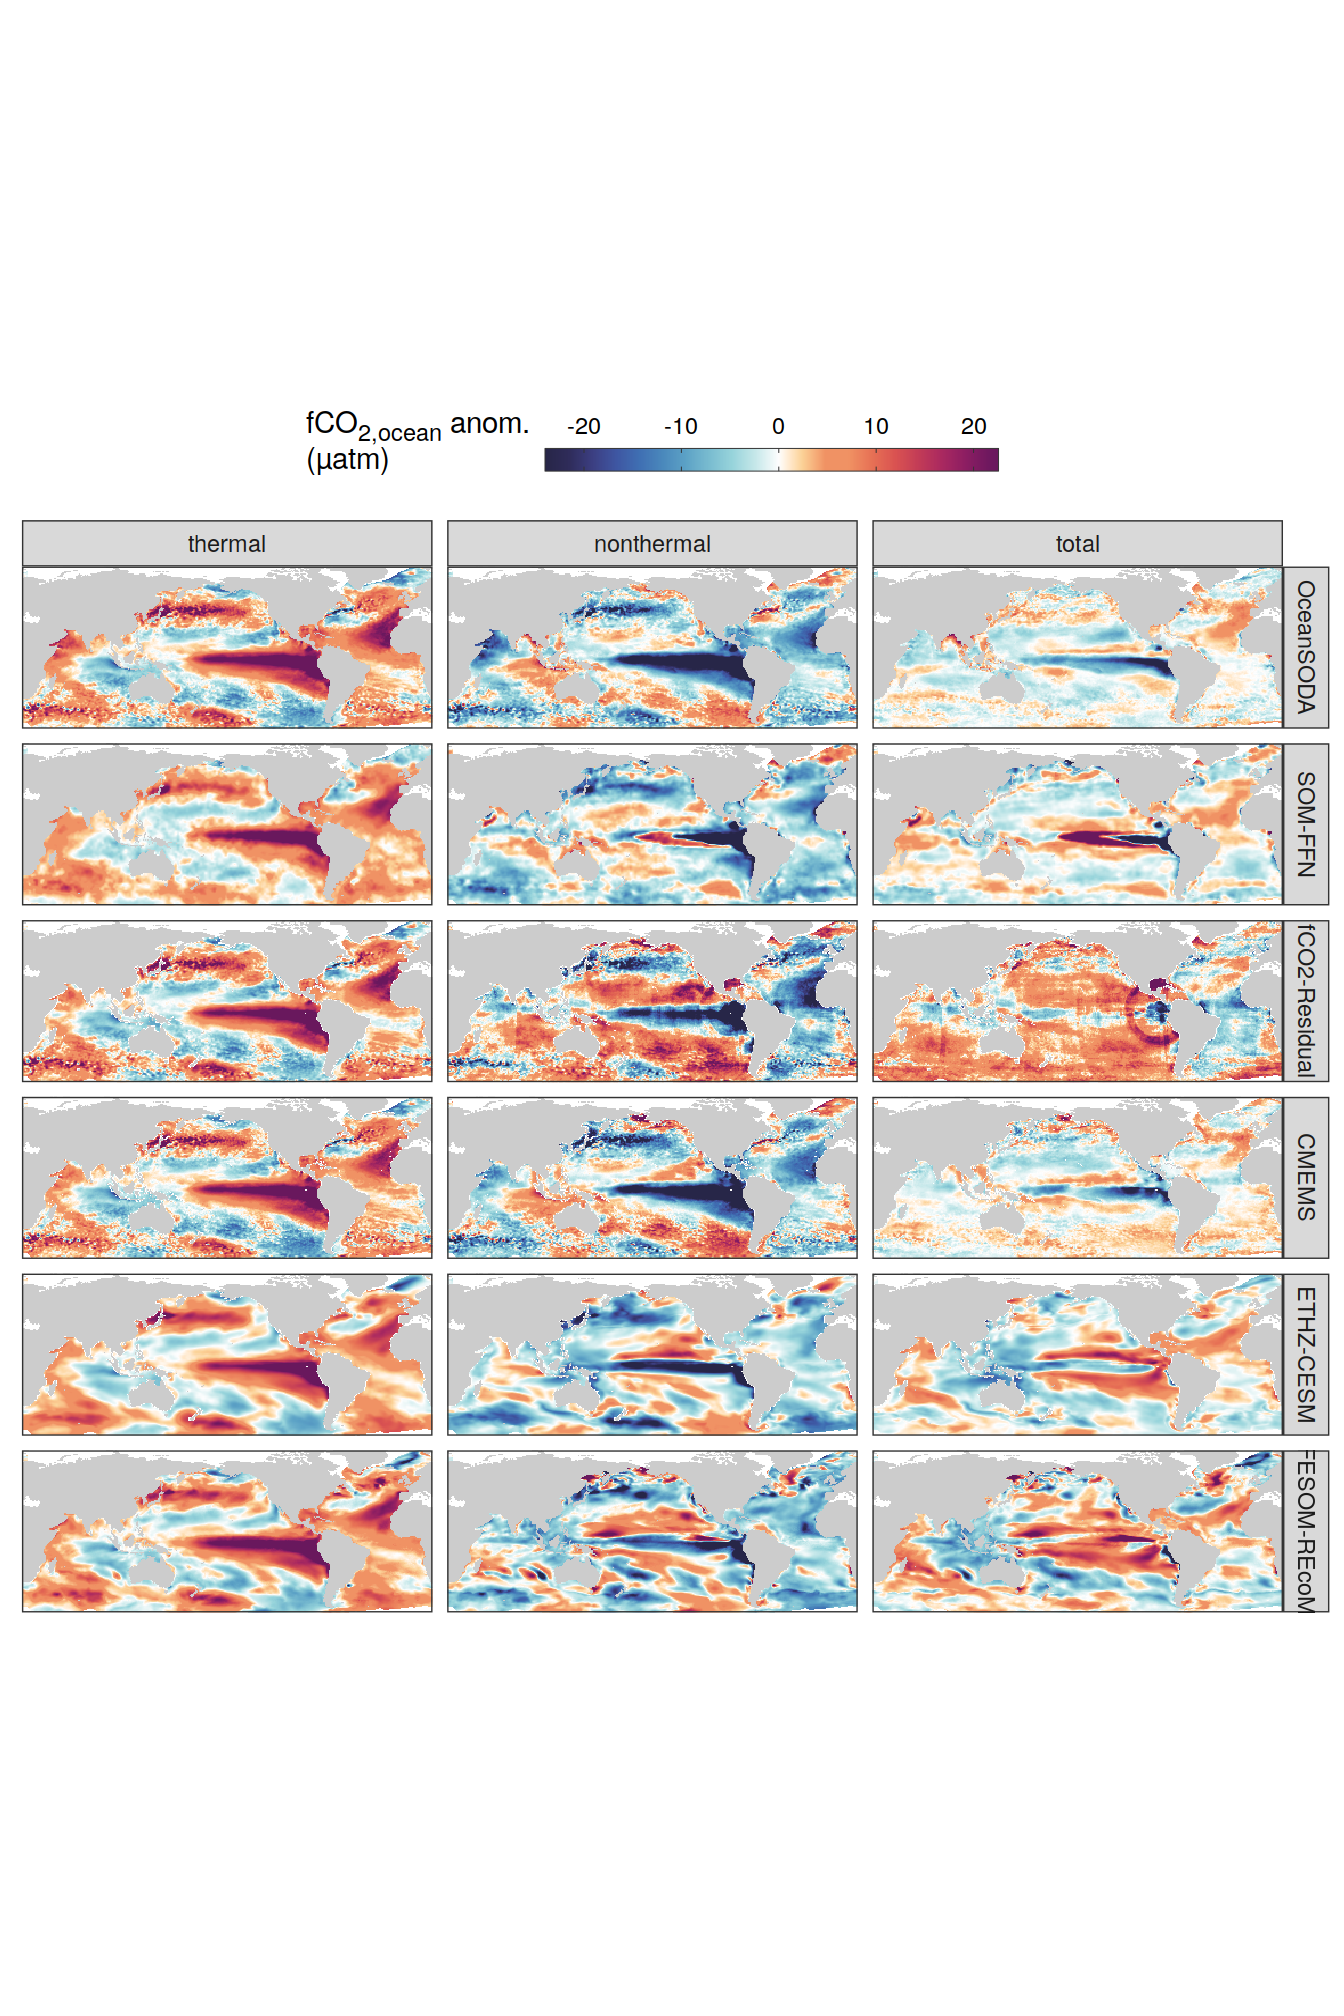 fCO2,ocean anom.
(µatm)
-20 -10 0 10 20
thermal nonthermal total
OceanSODA
SOM-FFN
fCO2-Residual
CMEMS
ETHZ-CESM
FESOM-REcoM